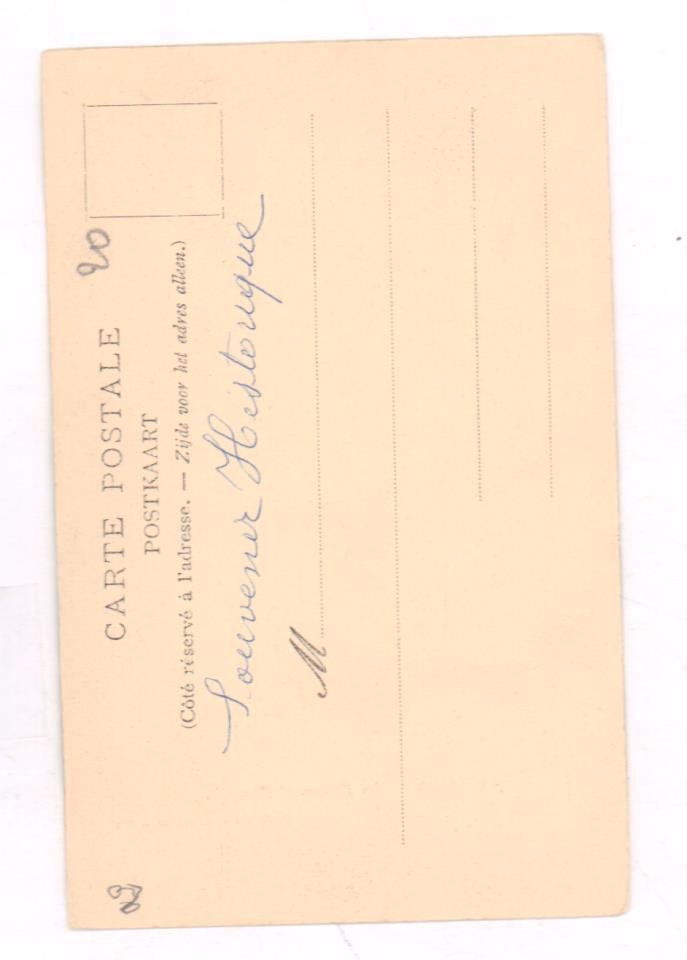 20
CARTE POSTALE
POSTKAART
(Côté réservé à l'adresse. — Zijde voor het adres alleen.)
Souvenir Historique
M